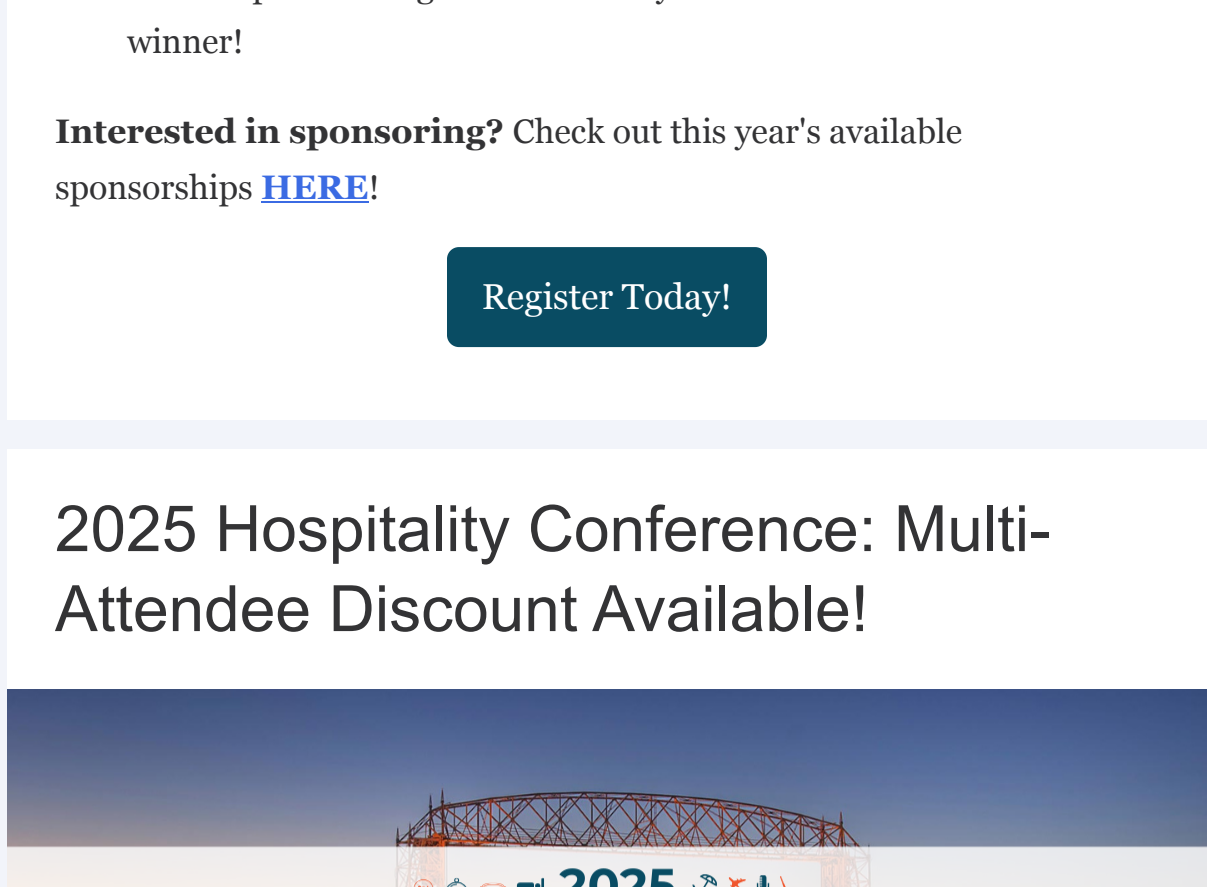 winner!
Interested in sponsoring? Check out this year's available
sponsorships HERE!
Register Today!
2025 Hospitality Conference: Multi-
Attendee Discount Available!
2025